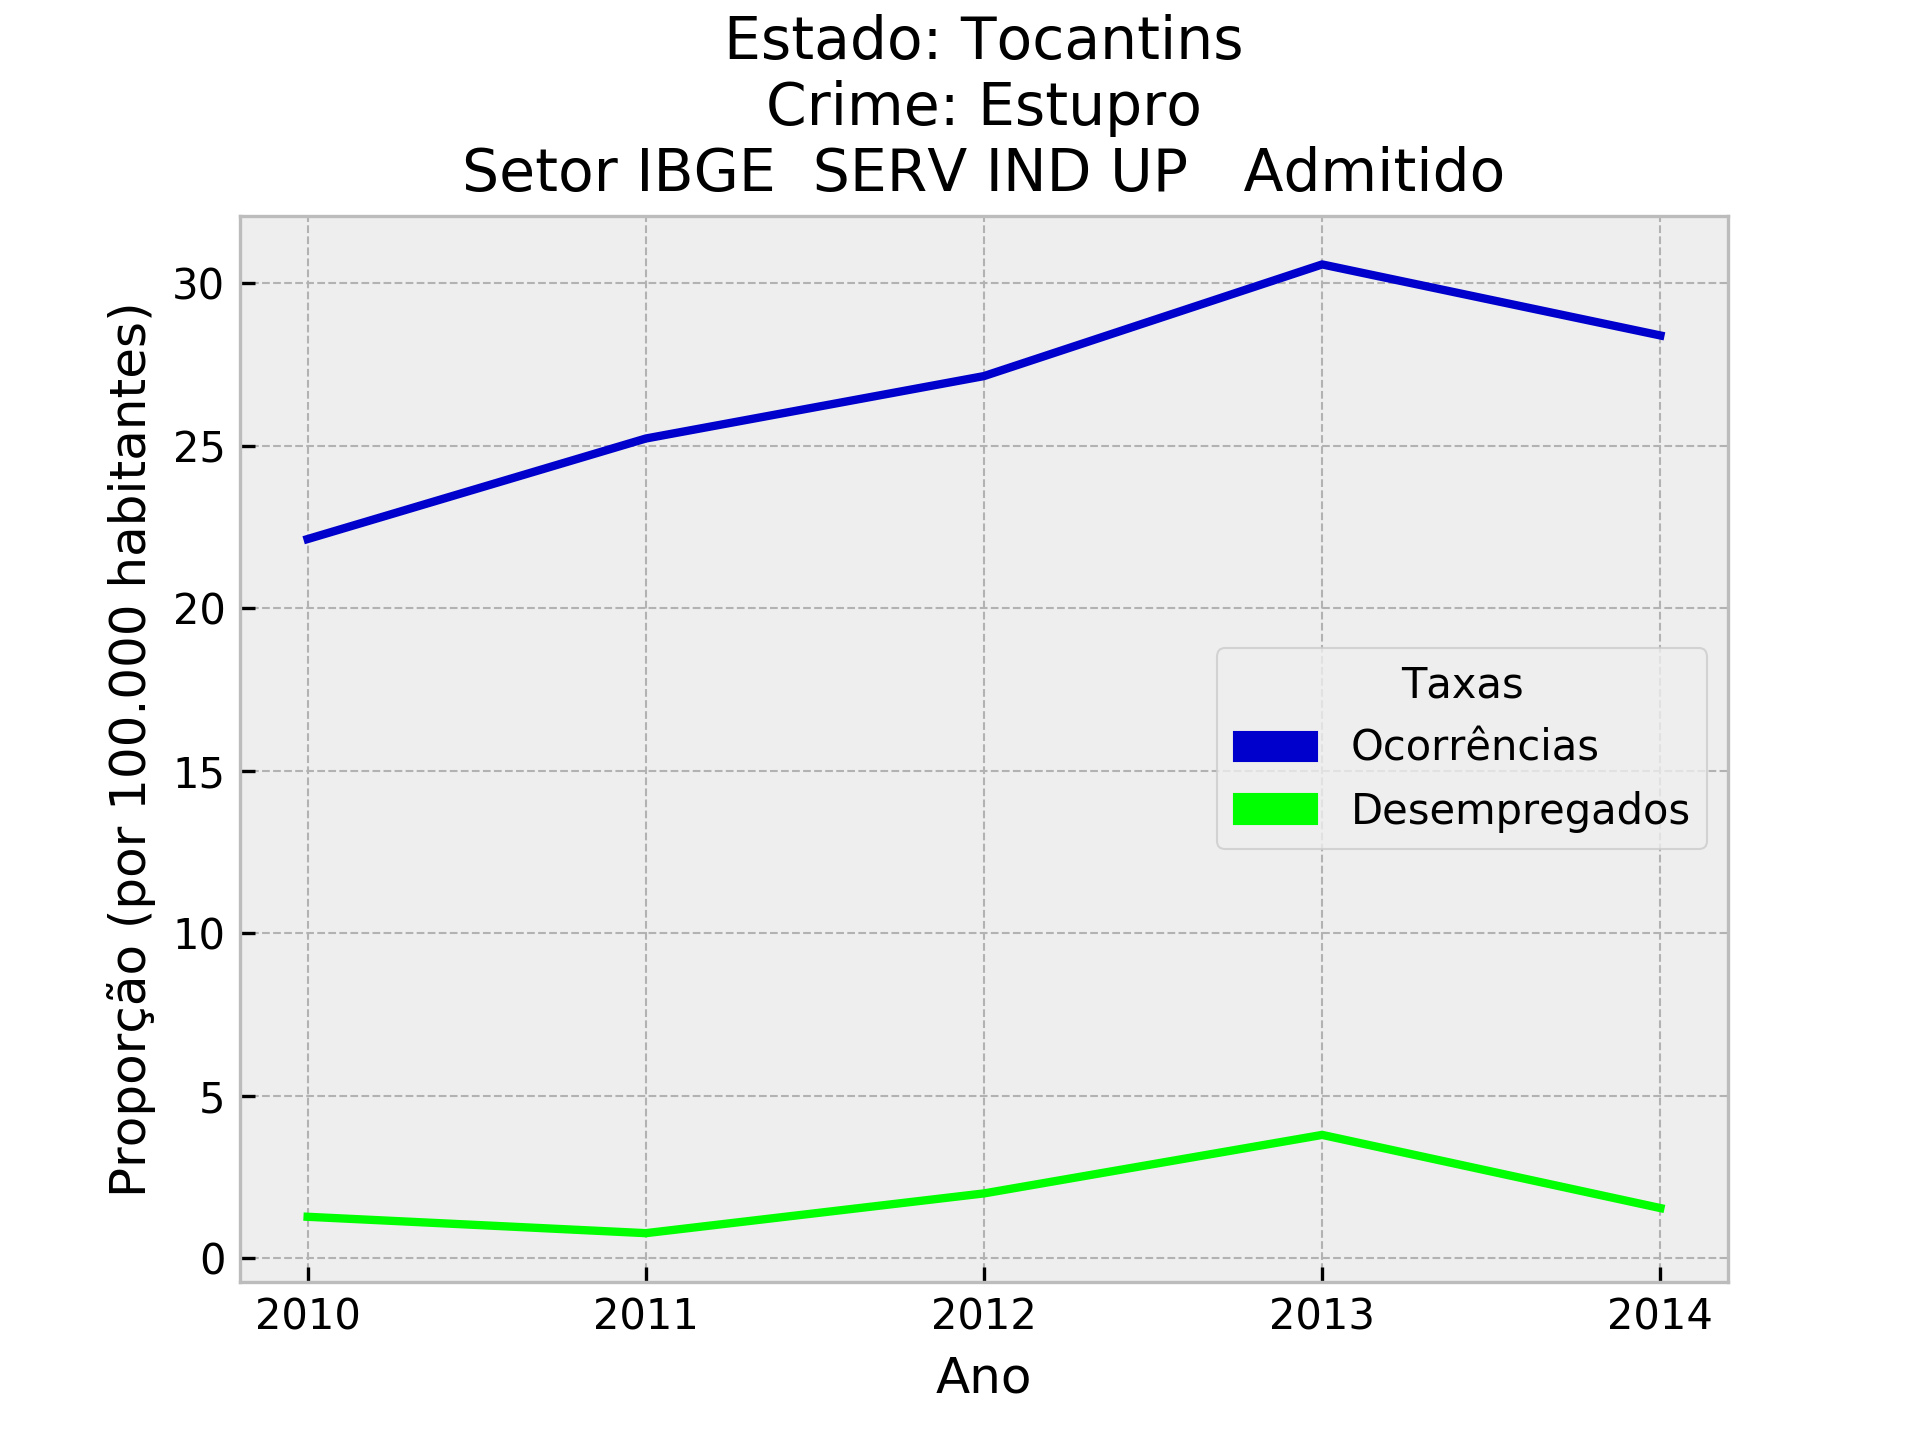 Estado: Tocantins
Crime: Estupro
Setor IBGE  SERV IND UP   Admitido
Proporção (por 100.000 habitantes)
30
25
20
15
10
5
0
Taxas
Ocorrências
Desempregados
2010 2011 2012 2013 2014
Ano